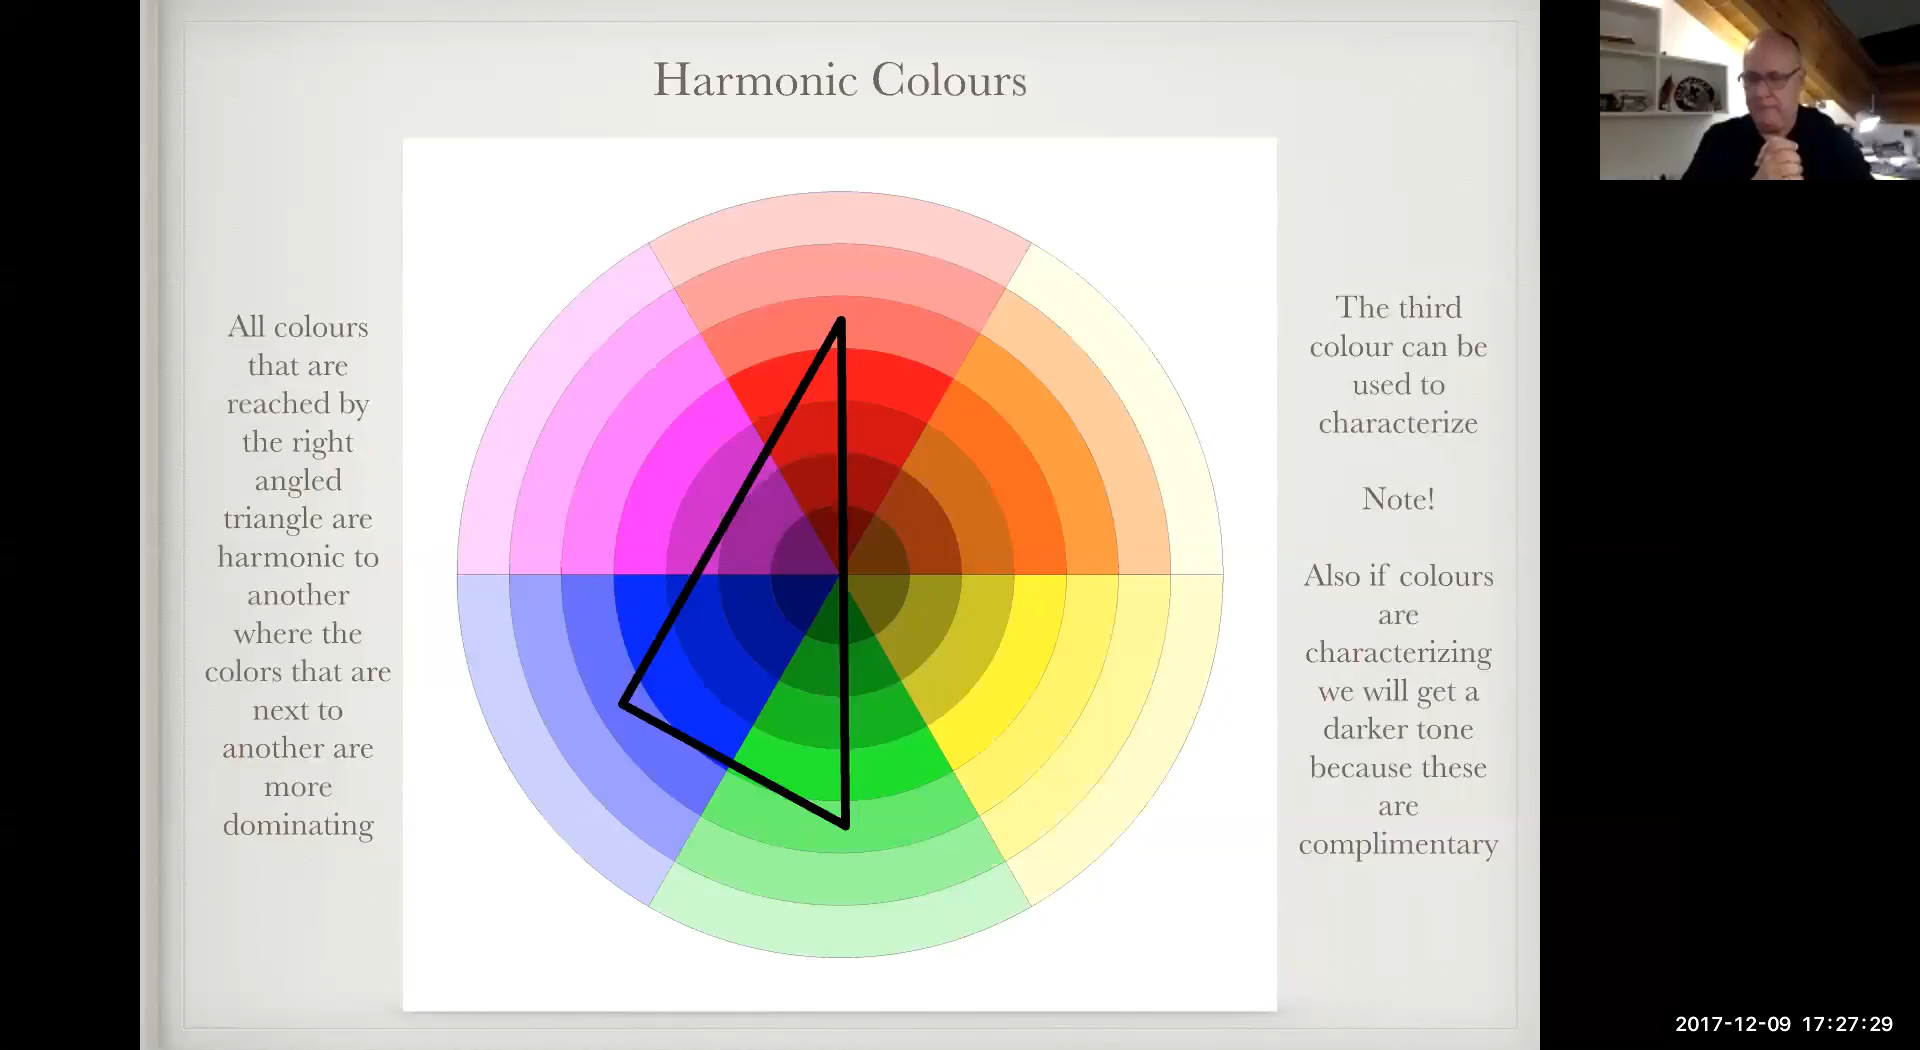 Harmonic Colours
All colours
that are
reached by
the right
angled
triangle are
harmonic to
another
where the
colors that are
next to
another are
more
dominating
The third
colour can be
used to
characterize
Note!
Also if colours
are
characterizing
we will get a
darker tone
because these
are
complimentary
2017-12-09 17:27:29